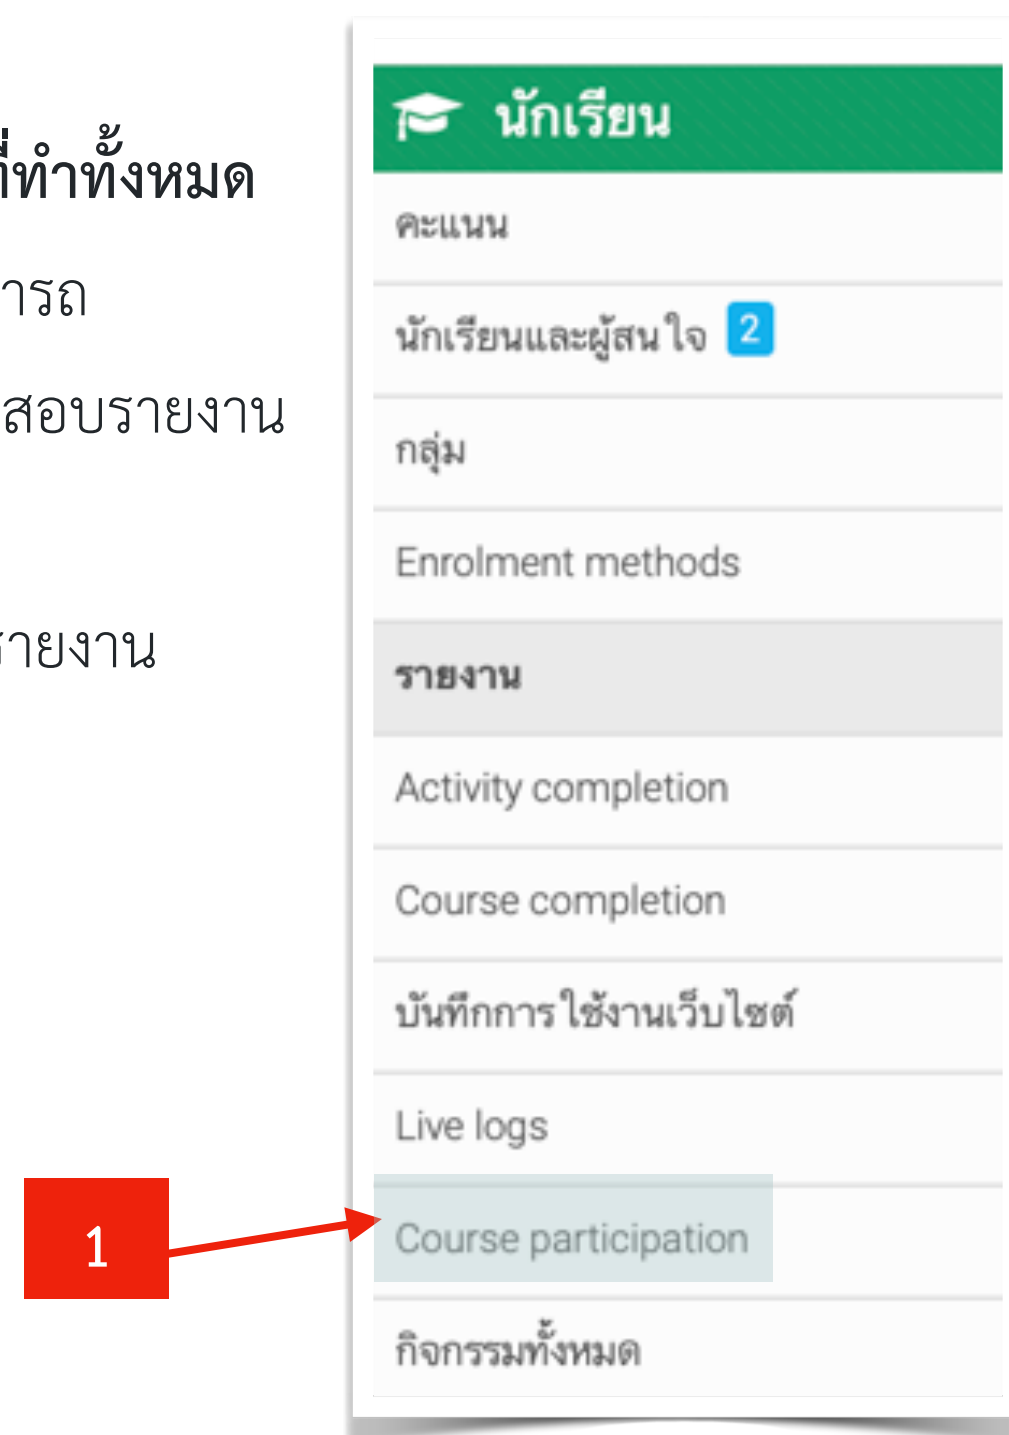 ที่ทำทั้งหมด
ารถ
สอบรายงาน
รายงาน
นักเรียน
คะแนน
นักเรียนและผู้สนใจ 2
กลุ่ม
Enrolment methods
รายงาน
Activity completion
Course completion
บันทึกการใช้งานเว็บไซต์
Live logs
1
Course participation
กิจกรรมทั้งหมด